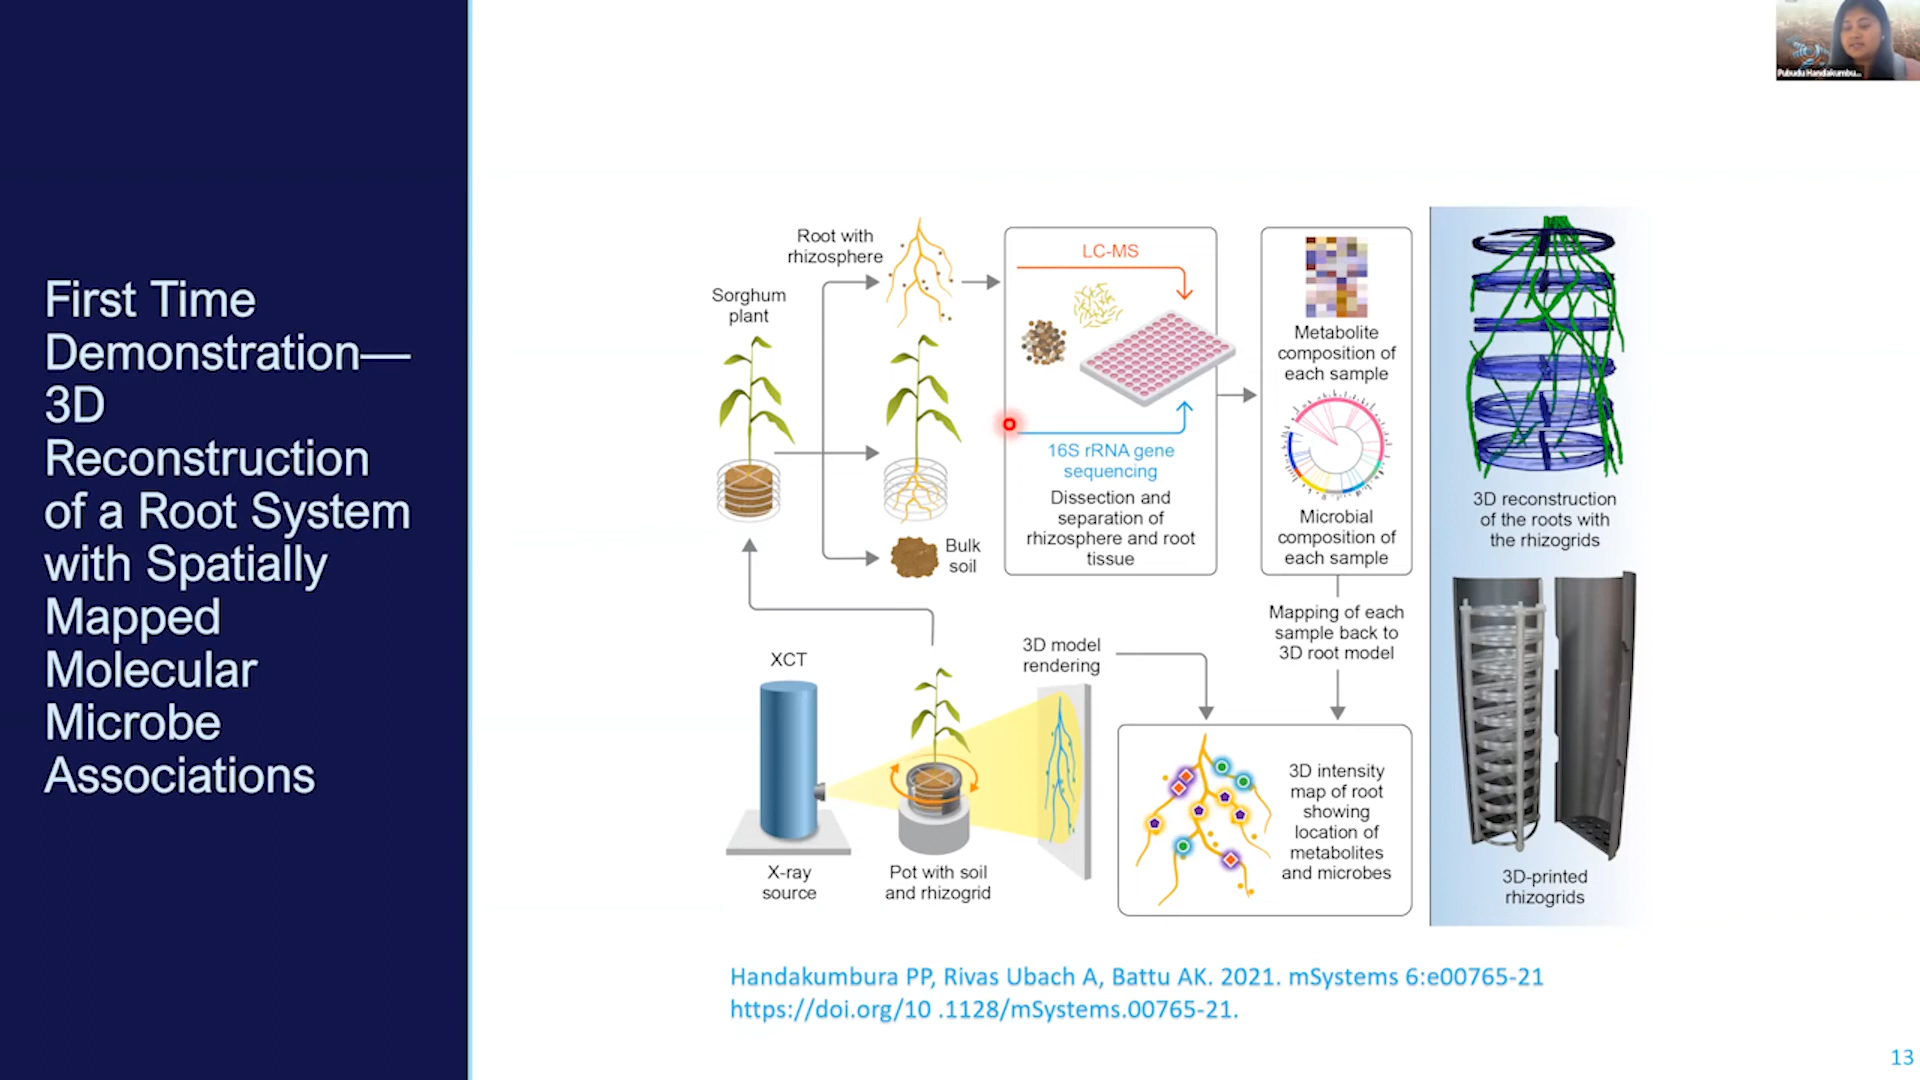 First Time
Demonstration—
3D
Reconstruction
of a Root System
with Spatially
Mapped
Molecular
Microbe
Associations
Sorghum
plant
Root with
rhizosphere
Bulk
soil
LC-MS
16S rRNA gene
sequencing
Dissection and
separation of
rhizosphere and root
tissue
Metabolite
composition of
each sample
Microbial
composition of
each sample
Mapping of each
sample back to
3D root model
XCT
X-ray
source
Pot with soil
and rhizogrid
3D model
rendering
3D intensity
map of root
showing
location of
metabolites
and microbes
3D reconstruction
of the roots with
the rhizogrids
3D-printed
rhizogrids
Handakumbura PP, Rivas Ubach A, Battu AK. 2021. mSystems 6:e00765-21
https://doi.org/10 .1128/mSystems.00765-21.
13
Pubudu Handakumbu...